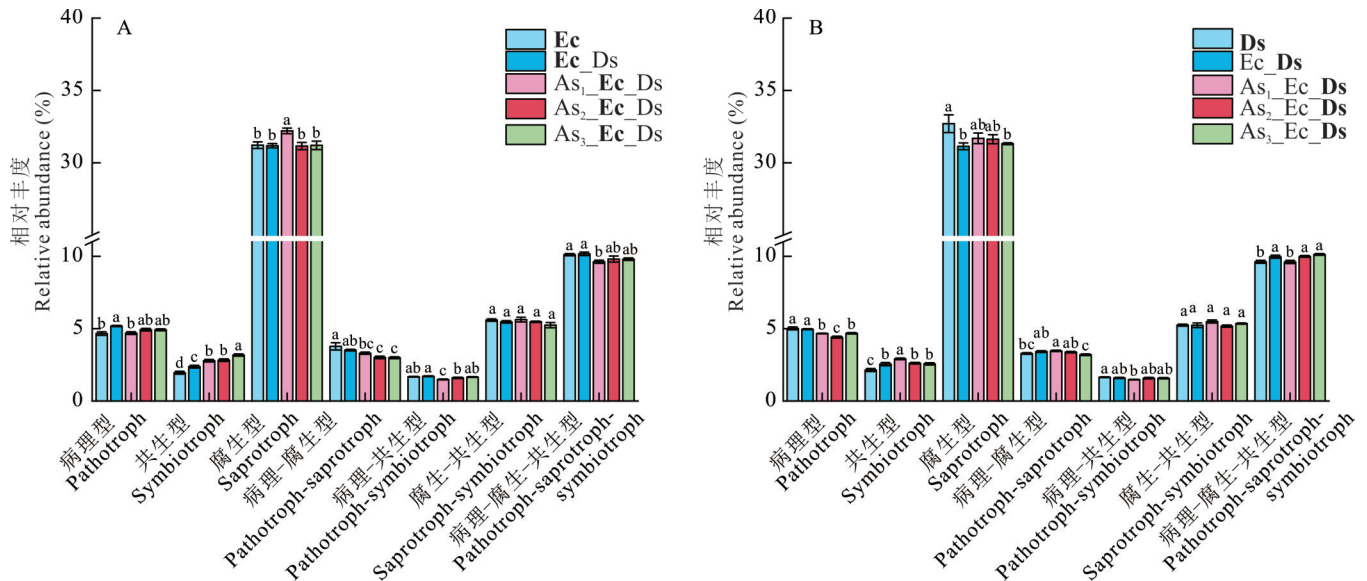 A
40
35
30
10
5
0
相对丰度
Relative abundance (%)
Ec
Ec_Ds
As1_Ec_Ds
As2_Ec_Ds
As3_Ec_Ds
b a b ab ab
d c b b a
b b a b b
a ab bc c c
ab a c b ab
a a a a a
a a b ab ab
病理型
Pathotroph
共生型
Symbiotroph
腐生型
Saprotroph
病理-腐生型
Pathotroph-saprotroph
病理-共生型
Pathotroph-symbiotroph
腐生-共生型
Saprotroph-symbiotroph
病理-腐生-共生型
Pathotroph-saprotroph-
symbiotroph
B
40
35
30
10
5
0
相对丰度
Relative abundance (%)
Ds
Ec_Ds
As1_Ec_Ds
As2_Ec_Ds
As3_Ec_Ds
a a b c b
c b a b b
a b ab ab b
bc ab a ab c
a ab b ab ab
a a a a a
b a b a a
病理型
Pathotroph
共生型
Symbiotroph
腐生型
Saprotroph
病理-腐生型
Pathotroph-saprotroph
病理-共生型
Pathotroph-symbiotroph
腐生-共生型
Saprotroph-symbiotroph
病理-腐生-共生型
Pathotroph-saprotroph-
symbiotroph